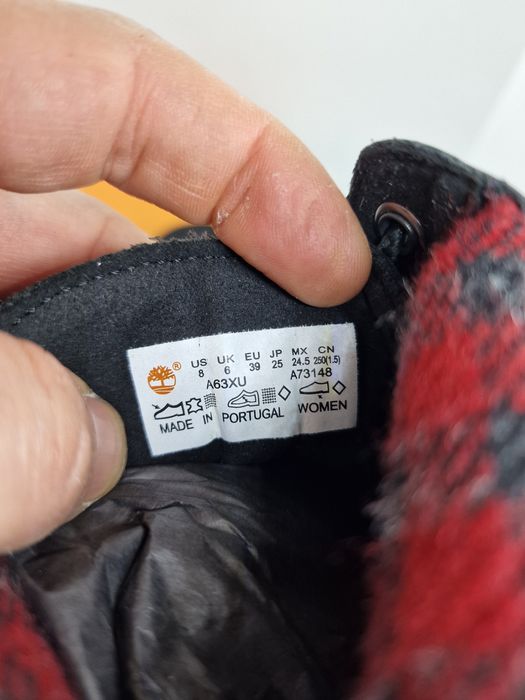 ® US UK EU JP MX CN
8 6 39 25 24.5 250(1.5)
A63XU A73148
MADE IN PORTUGAL WOMEN